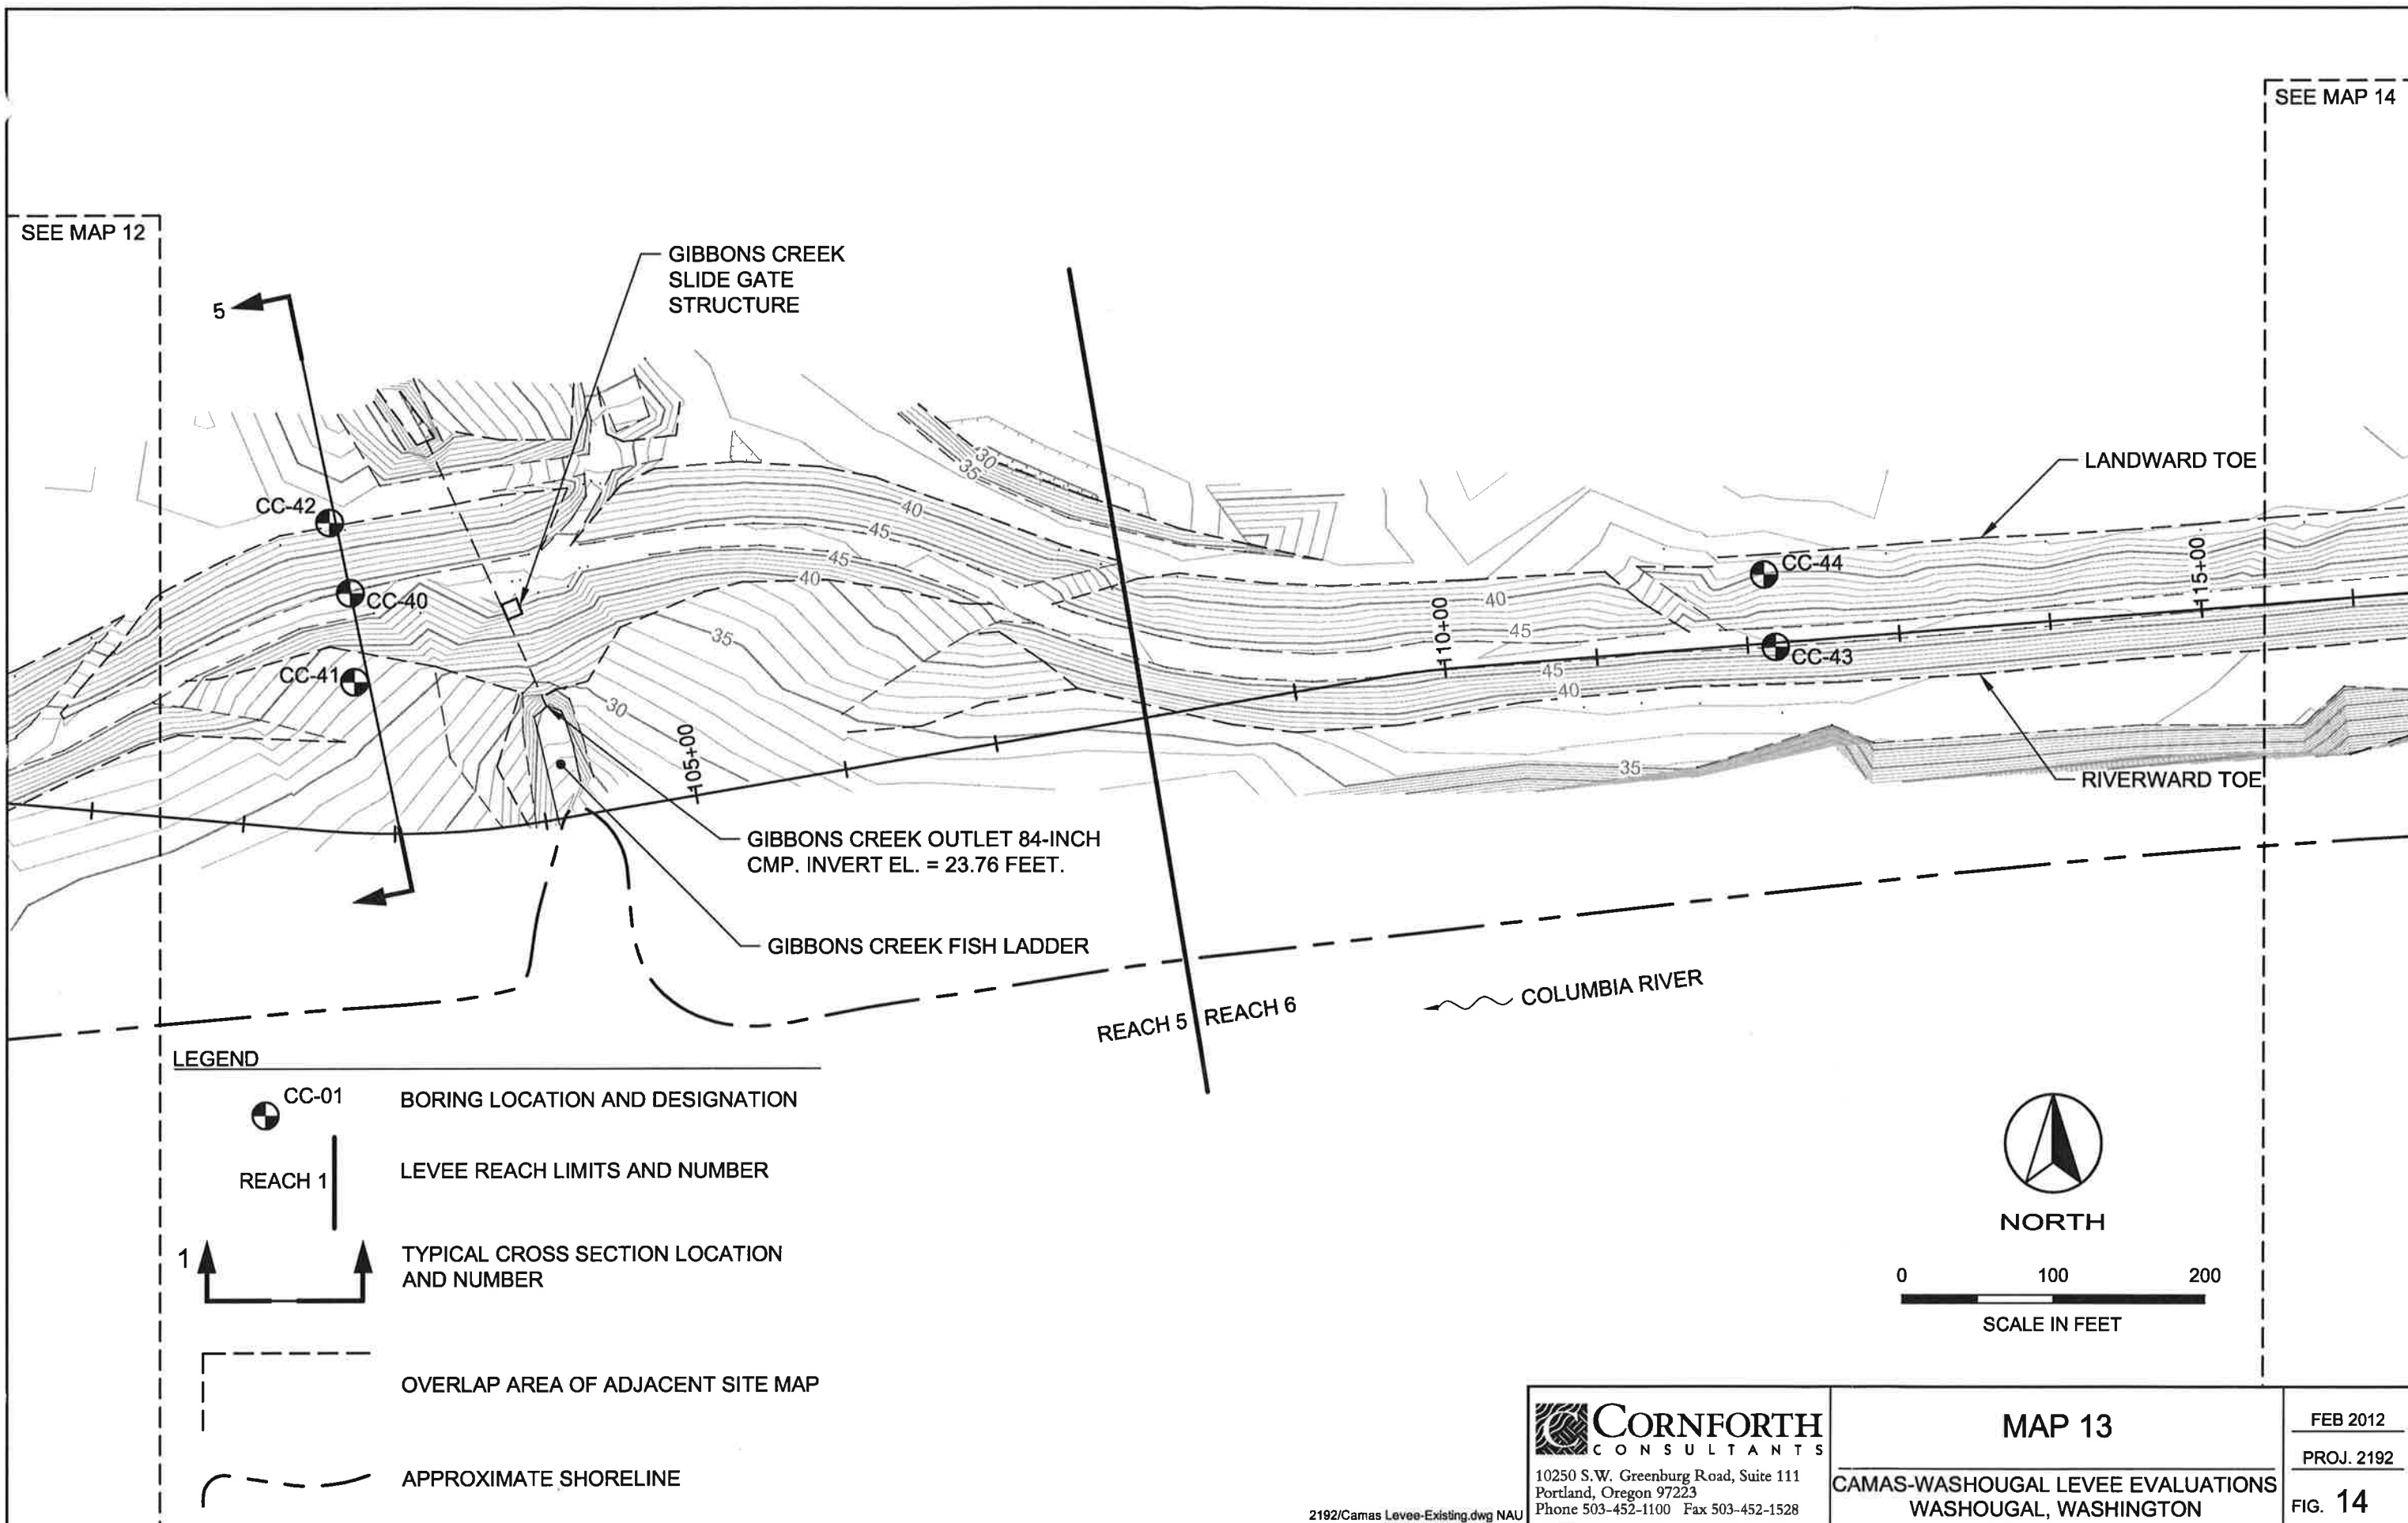 SEE MAP 14
SEE MAP 12
GIBBONS CREEK
SLIDE GATE
STRUCTURE
5
30
35
LANDWARD TOE
CC-42
40
45
45
40
CC-40
CC-44
115+00
40
45
110+00
CC-43
45
40
35
CC-41
30
105+00
35
RIVERWARD TOE
GIBBONS CREEK OUTLET 84-INCH
CMP. INVERT EL. = 23.76 FEET.
GIBBONS CREEK FISH LADDER
COLUMBIA RIVER
REACH 5
REACH 6
LEGEND
CC-01
BORING LOCATION AND DESIGNATION
REACH 1
LEVEE REACH LIMITS AND NUMBER
1
TYPICAL CROSS SECTION LOCATION
AND NUMBER
OVERLAP AREA OF ADJACENT SITE MAP
APPROXIMATE SHORELINE
NORTH
0 100 200
SCALE IN FEET
C CORNFORTH
CONSULTANTS
10250 S.W. Greenburg Road, Suite 111
Portland, Oregon 97223
Phone 503-452-1100 Fax 503-452-1528
2192/Camas Levee-Existing.dwg NAU
MAP 13
CAMAS-WASHOUGAL LEVEE EVALUATIONS
WASHOUGAL, WASHINGTON
FEB 2012
PROJ. 2192
FIG. 14